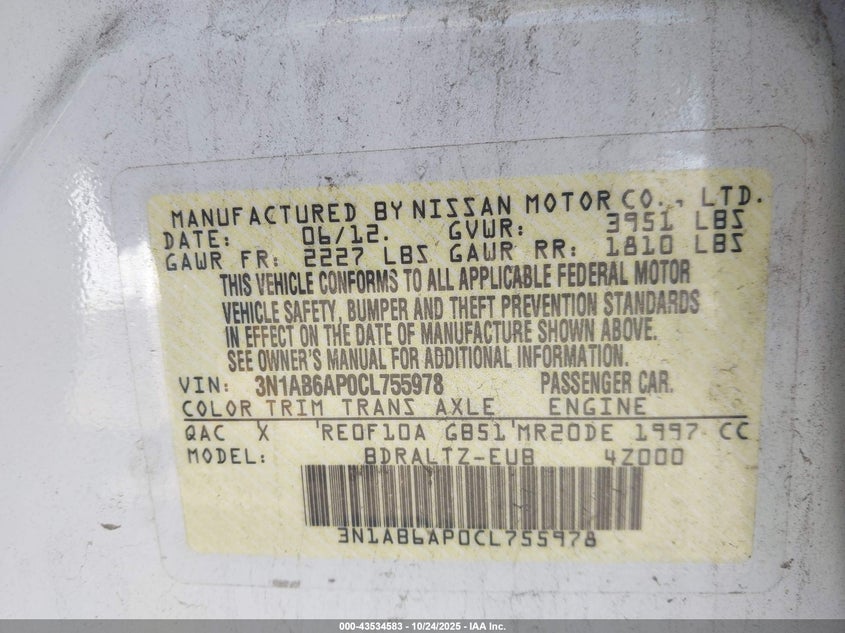 MANUFACTURED BY NISSAN MOTOR CO., LTD.
DATE: 06/12. GVWR: 3951 LBS
GAWR FR: 2227 LBS GAWR RR: 1810 LBS
THIS VEHICLE CONFORMS TO ALL APPLICABLE FEDERAL MOTOR
VEHICLE SAFETY, BUMPER AND THEFT PREVENTION STANDARDS
IN EFFECT ON THE DATE OF MANUFACTURE SHOWN ABOVE.
SEE OWNER'S MANUAL FOR ADDITIONAL INFORMATION.
VIN: 3N1AB6AP0CL755978 PASSENGER CAR.
COLOR TRIM TRANS AXLE ENGINE
QAC X 'RE0F10A GB51'MR20DE 1997 CC
MODEL: BDRALTZ-EUB 4Z000
3N1AB6AP0CL755978
000-43534583 - 10/24/2025 - IAA Inc.